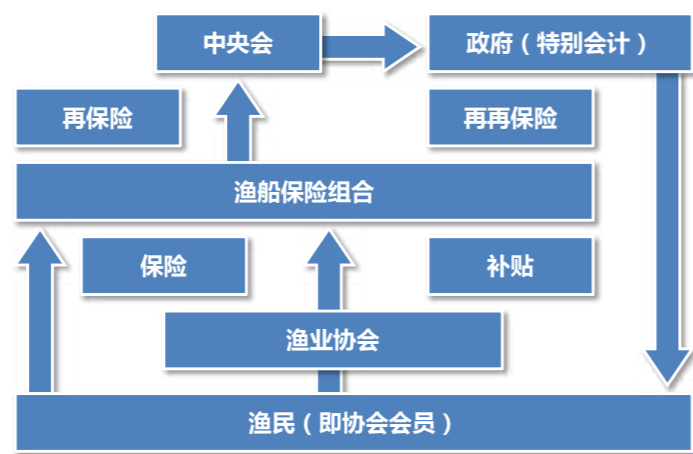 中央会
政府（特别会计）
再保险
再再保险
渔船保险组合
保险
补贴
渔业协会
渔民（即协会会员）